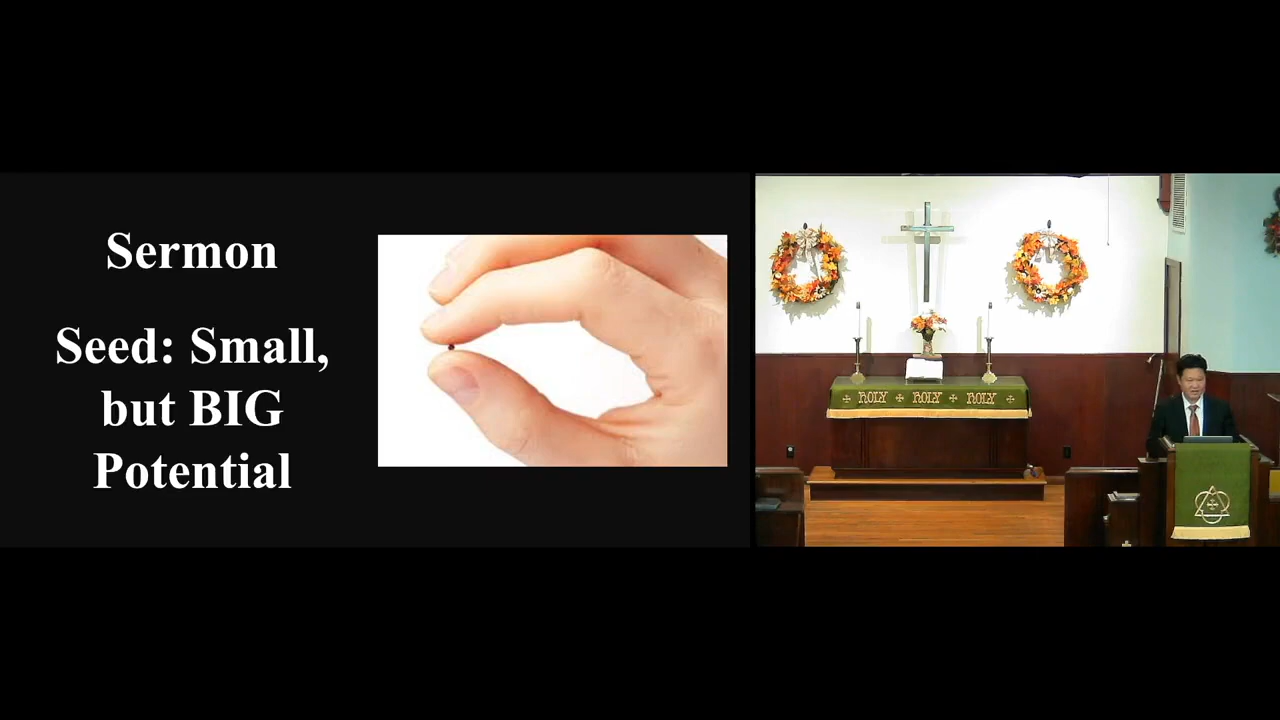 Sermon
Seed: Small,
but BIG
Potential
HOLY HOLY HOLY